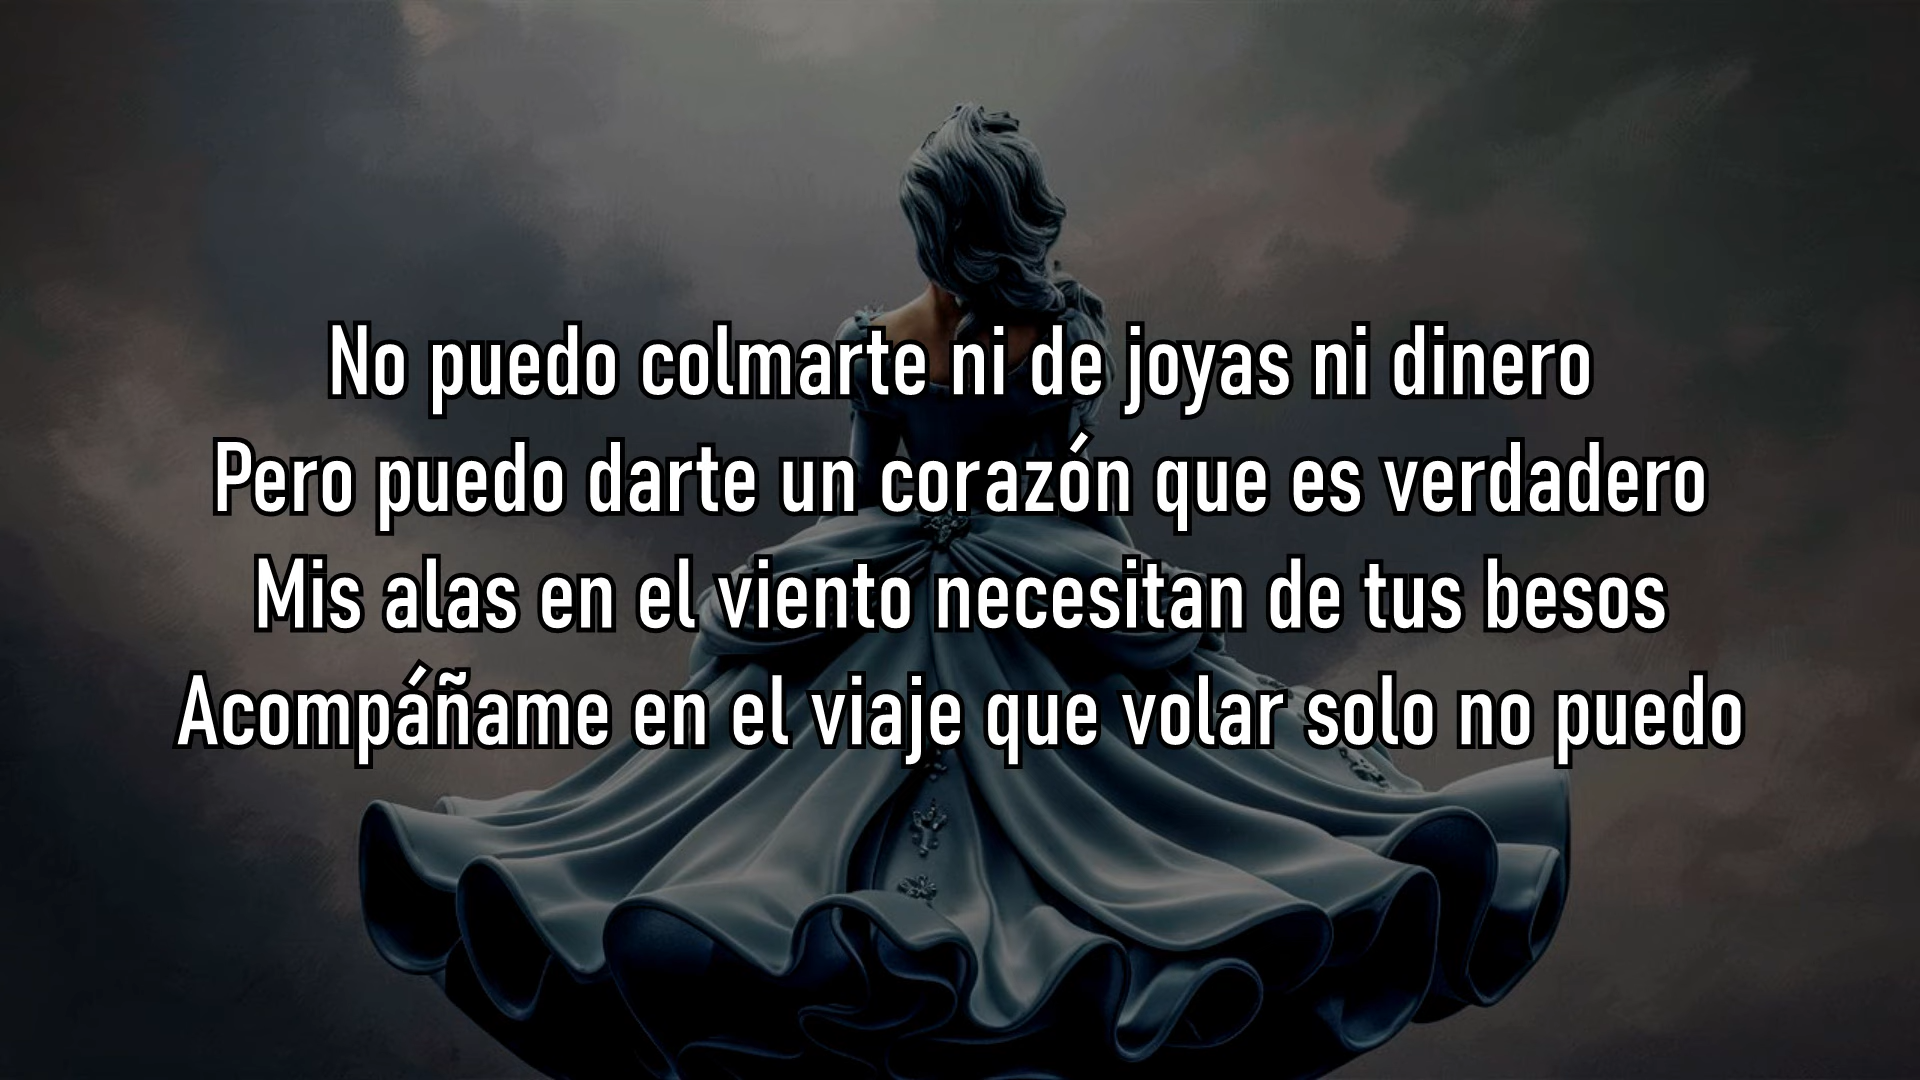 No puedo colmarte ni de joyas ni dinero
Pero puedo darte un corazón que es verdadero
Mis alas en el viento necesitan de tus besos
Acompáñame en el viaje que volar solo no puedo